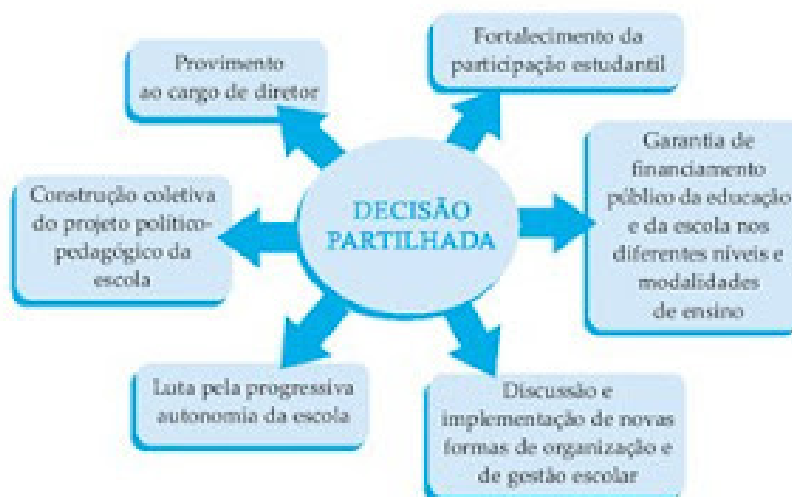 Provimento
ao cargo de diretor
Fortalecimento da
participação estudantil
Construção coletiva
do projeto político-
pedagógico da
escola
DECISÃO
PARTILHADA
Garantia de
financiamento
público da educação
e da escola nos
diferentes níveis e
modalidades
de ensino
Luta pela progressiva
autonomia da escola
Discussão e
implementação de novas
formas de organização e
de gestão escolar